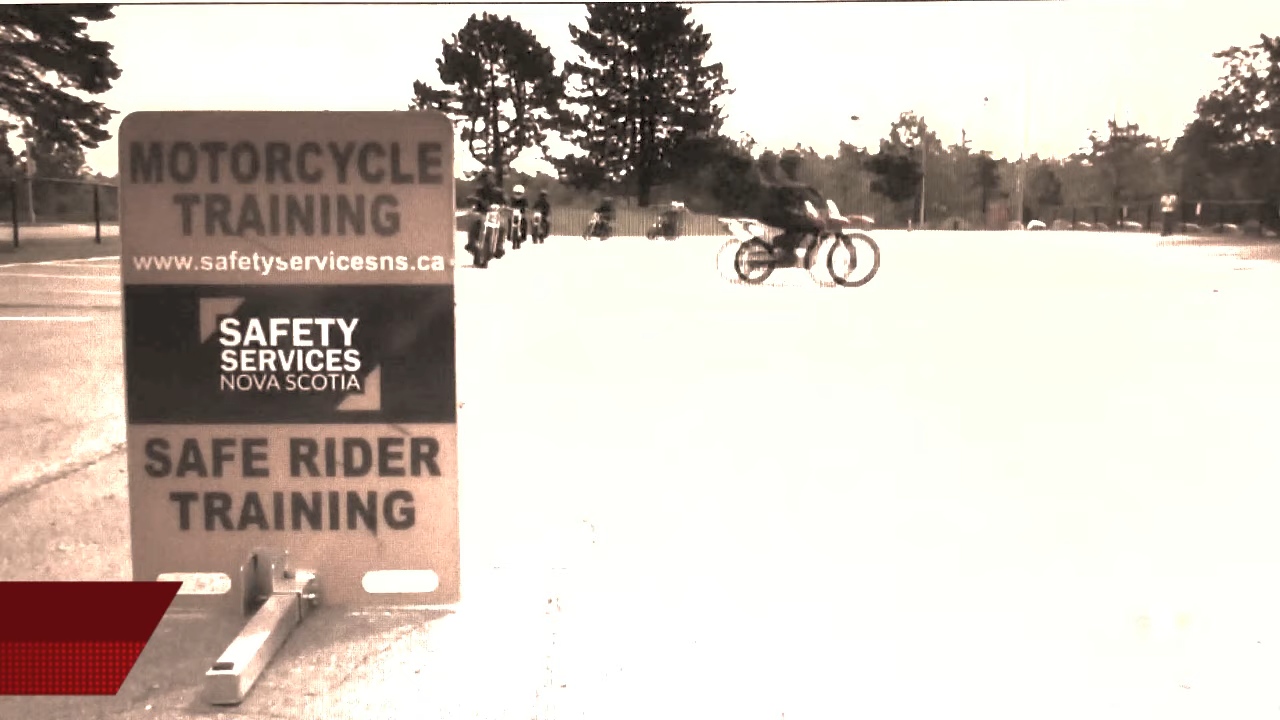 MOTORCYCLE
TRAINING
www.safetyservicesns.ca
SAFETY
SERVICES
NOVA SCOTIA
SAFE RIDER
TRAINING